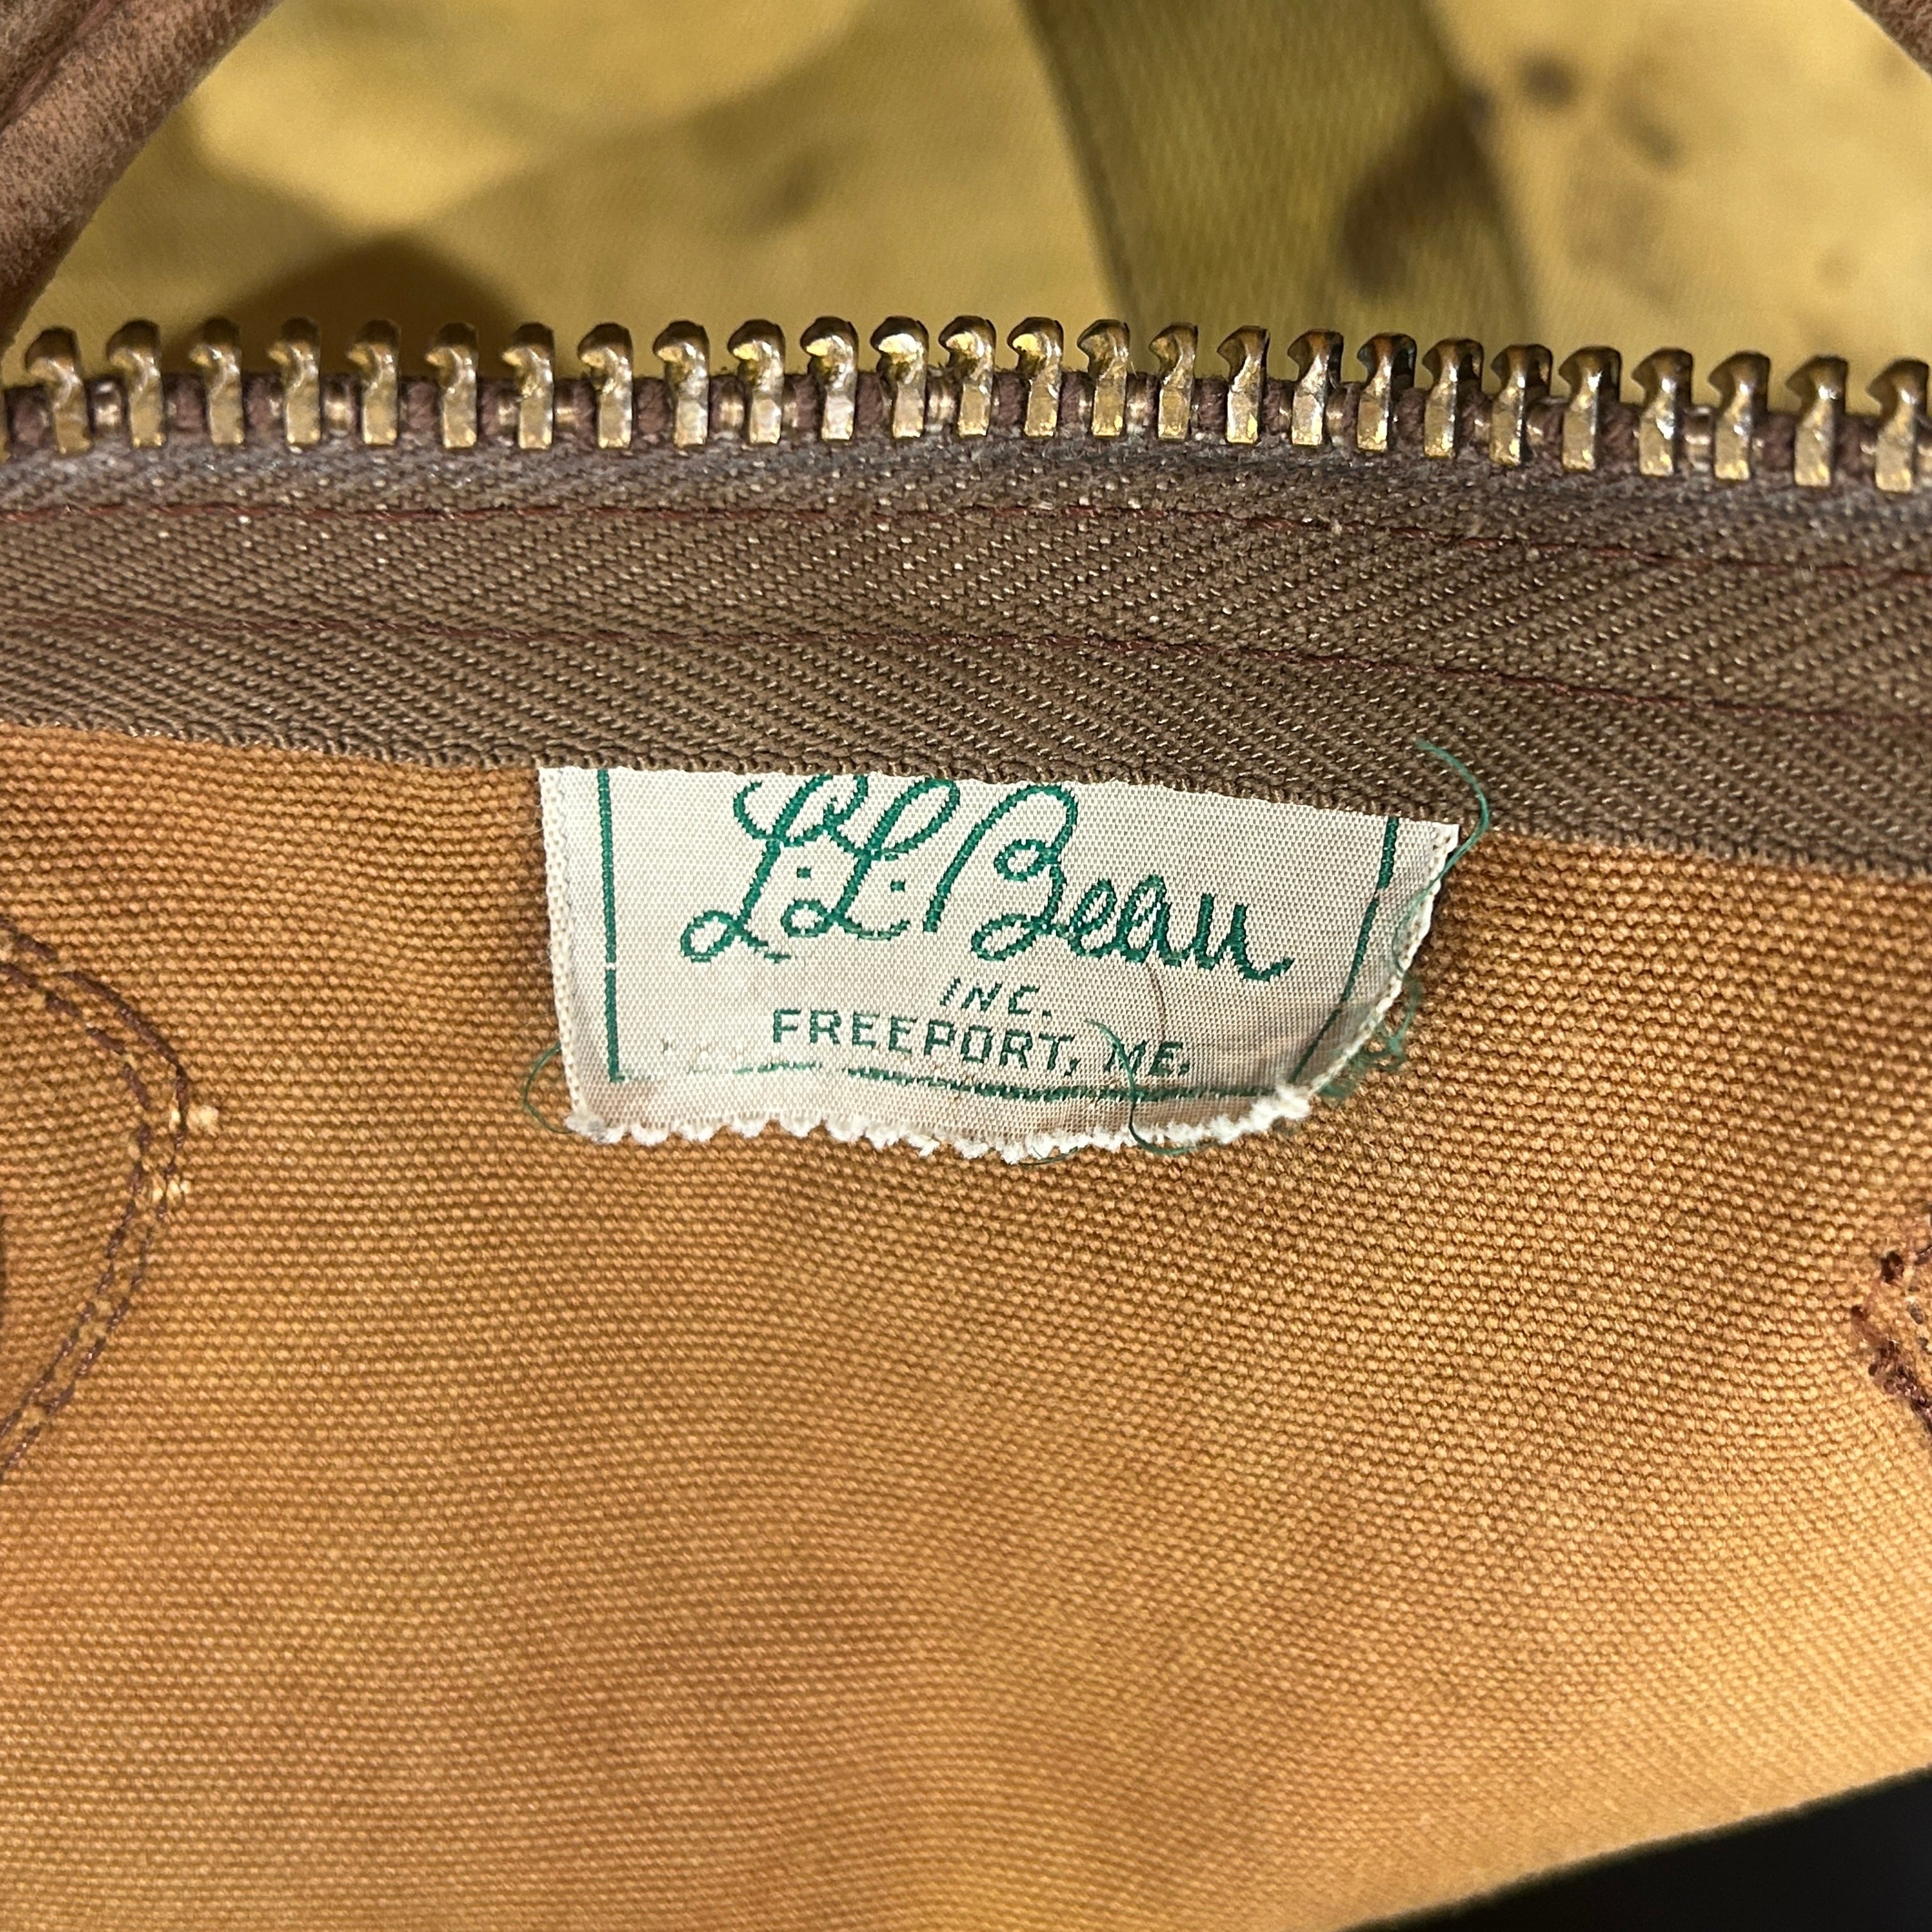 L.L.Bean
INC.
FREEPORT, ME.